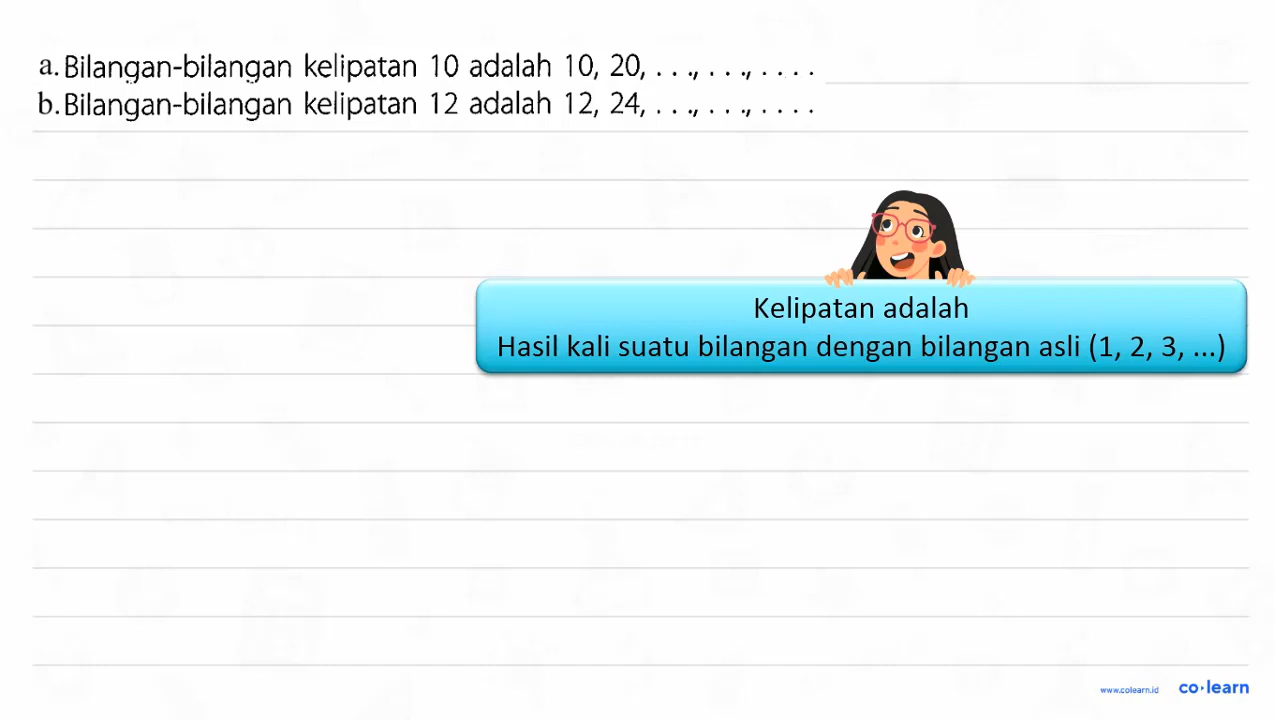 a. Bilangan-bilangan kelipatan 10 adalah 10, 20, . . ., . . ., . . . .
b. Bilangan-bilangan kelipatan 12 adalah 12, 24, . . ., . . ., . . . .
Kelipatan adalah
Hasil kali suatu bilangan dengan bilangan asli (1, 2, 3, ...)
www.colearn.id co·learn